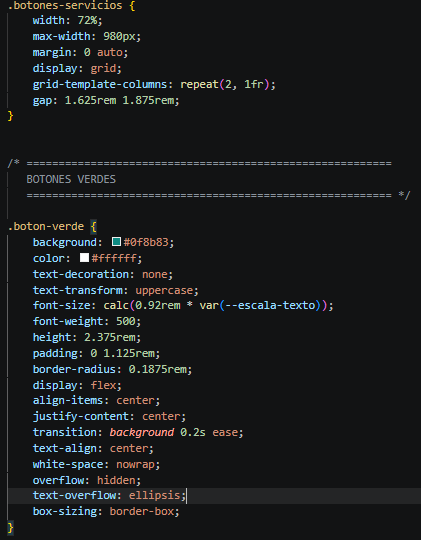 .botones-servicios {
width: 72%;
max-width: 980px;
margin: 0 auto;
display: grid;
grid-template-columns: repeat(2, 1fr);
gap: 1.625rem 1.875rem;
}
/* =========================================================
BOTONES VERDES
========================================================= */
.boton-verde {
background: #0f8b83;
color: #ffffff;
text-decoration: none;
text-transform: uppercase;
font-size: calc(0.92rem * var(--escala-texto));
font-weight: 500;
height: 2.375rem;
padding: 0 1.125rem;
border-radius: 0.1875rem;
display: flex;
align-items: center;
justify-content: center;
transition: background 0.2s ease;
text-align: center;
white-space: nowrap;
overflow: hidden;
text-overflow: ellipsis;
box-sizing: border-box;
}